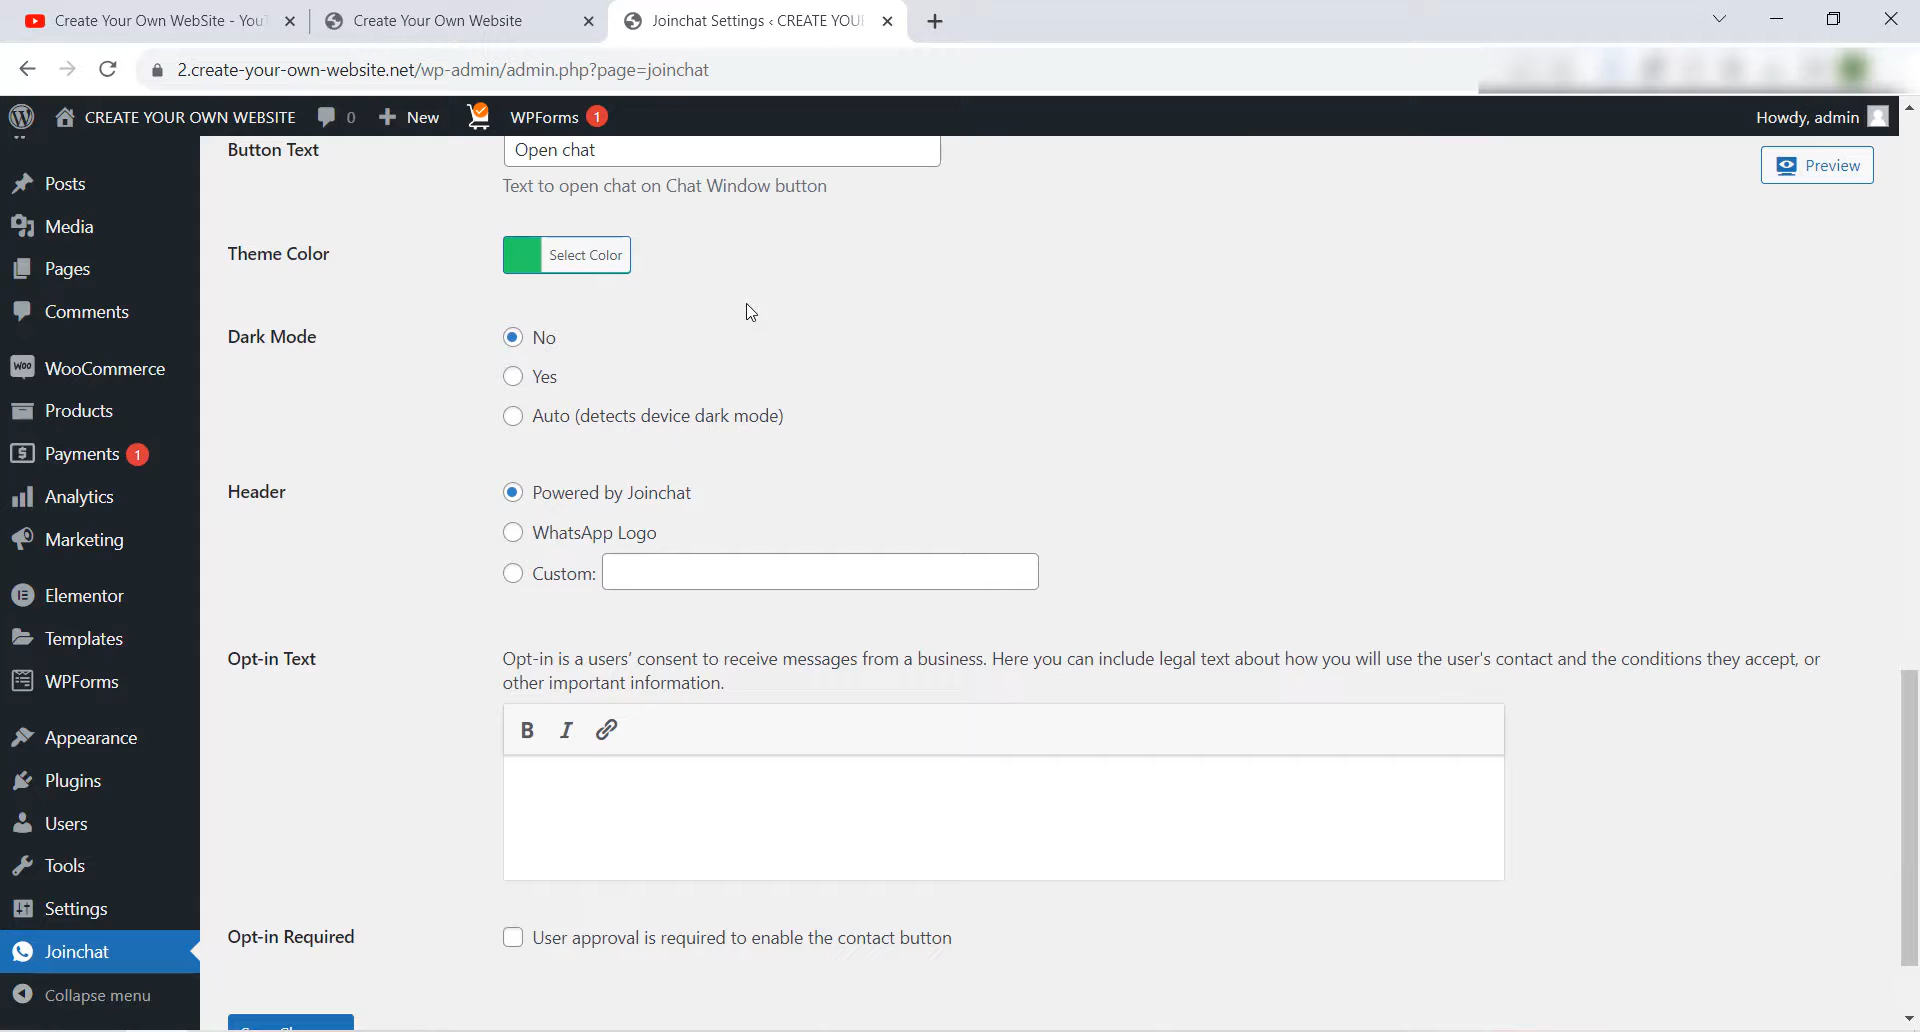 Create Your Own WebSite - You
Create Your Own Website
Joinchat Settings ‹ CREATE YOU
2.create-your-own-website.net/wp-admin/admin.php?page=joinchat
CREATE YOUR OWN WEBSITE
0
New
WPForms 1
Howdy, admin
Button Text
Open chat
Preview
Text to open chat on Chat Window button
Posts
Media
Pages
Comments
WooCommerce
Products
Payments 1
Analytics
Marketing
Elementor
Templates
WPForms
Appearance
Plugins
Users
Tools
Settings
Joinchat
Collapse menu
Theme Color
Select Color
Dark Mode
No
Yes
Auto (detects device dark mode)
Header
Powered by Joinchat
WhatsApp Logo
Custom:
Opt-in Text
Opt-in is a users' consent to receive messages from a business. Here you can include legal text about how you will use the user's contact and the conditions they accept, or
other important information.
B I
Opt-in Required
User approval is required to enable the contact button